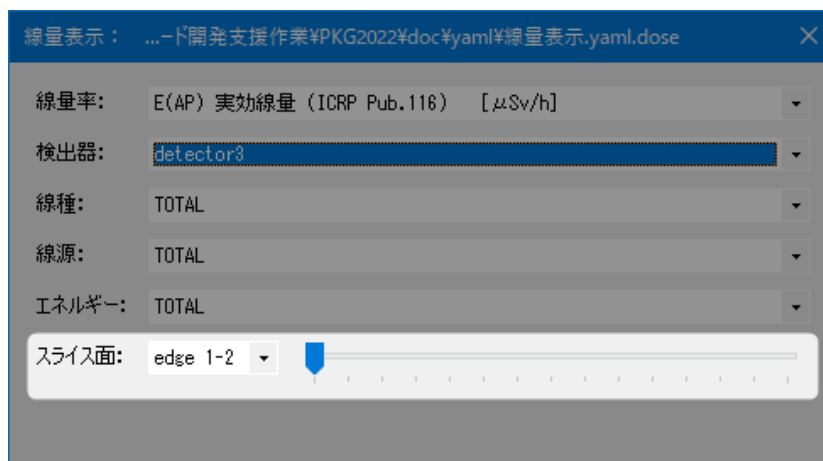 線量表示： ...ード開発支援作業¥PKG2022¥doc¥yaml¥線量表示.yaml.dose
線量率: E(AP) 実効線量 (ICRP Pub.116) [μSv/h]
検出器: detector3
線種: TOTAL
線源: TOTAL
エネルギー: TOTAL
スライス面: edge 1-2